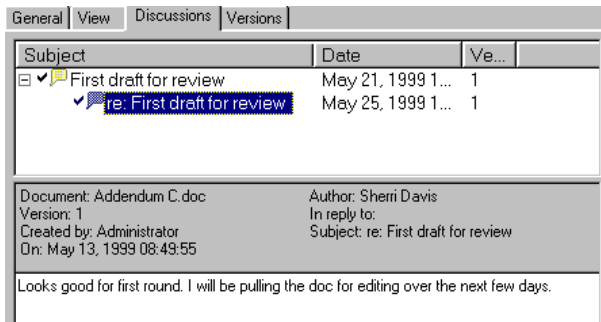 General View Discussions Versions
Subject Date Ve...
First draft for review May 21, 1999 1... 1
re: First draft for review May 25, 1999 1... 1
Document: Addendum C.doc Author: Sherri Davis
Version: 1 In reply to:
Created by: Administrator Subject: re: First draft for review
On: May 13, 1999 08:49:55
Looks good for first round. I will be pulling the doc for editing over the next few days.